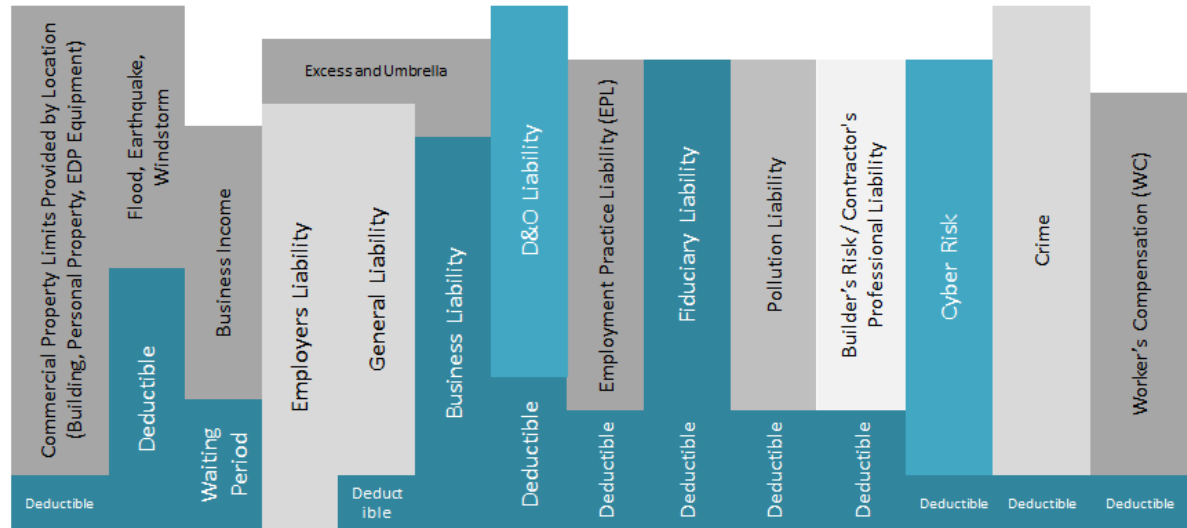 Commercial Property Limits Provided by Location
(Building, Personal Property, EDP Equipment)
Deductible
Flood, Earthquake,
Windstorm
Deductible
Business Income
Waiting
Period
Excess and Umbrella
Employers Liability
General Liability
Deduct
ible
Business Liability
D&O Liability
Deductible
Employment Practice Liability (EPL)
Deductible
Fiduciary Liability
Deductible
Pollution Liability
Deductible
Builder's Risk / Contractor's
Professional Liability
Deductible
Cyber Risk
Deductible
Crime
Deductible
Worker's Compensation (WC)
Deductible